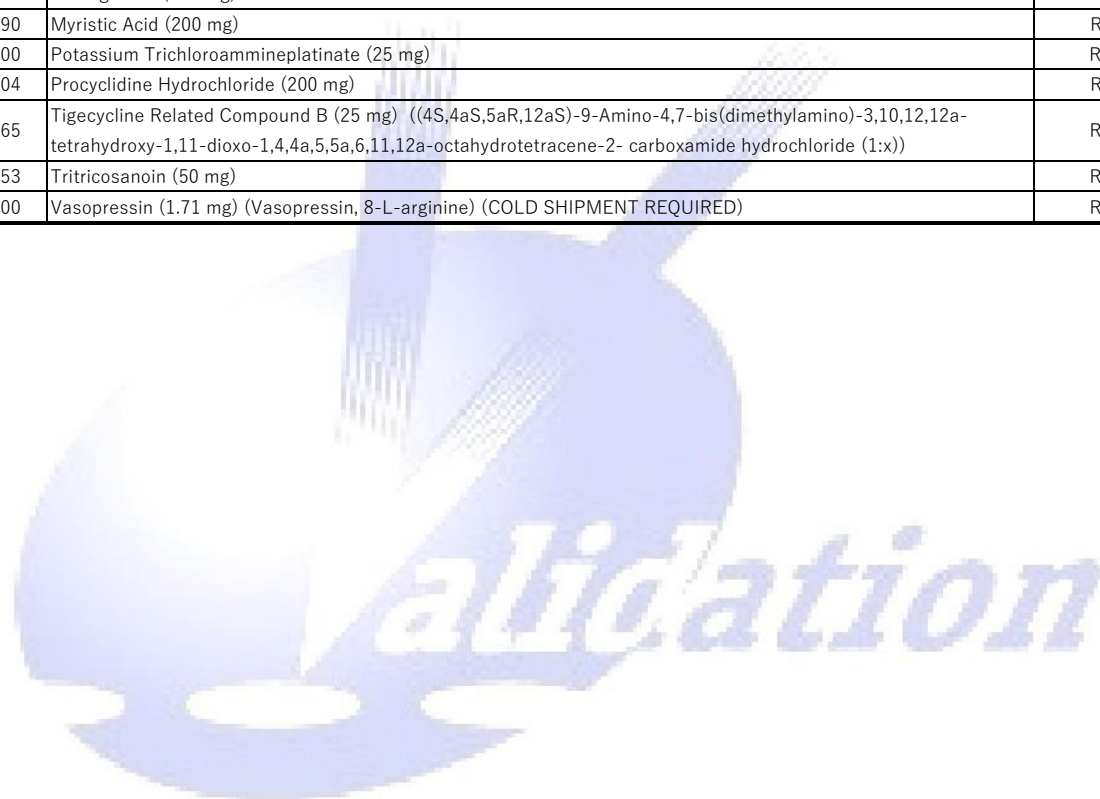 90 Myristic Acid (200 mg) R
00 Potassium Trichloroammineplatinate (25 mg) R
04 Procyclidine Hydrochloride (200 mg) R
65 Tigecycline Related Compound B (25 mg) ((4S,4aS,5aR,12aS)-9-Amino-4,7-bis(dimethylamino)-3,10,12,12a- R
tetrahydroxy-1,11-dioxo-1,4,4a,5,5a,6,11,12a-octahydrotetracene-2- carboxamide hydrochloride (1:x))
53 Tritricosanoin (50 mg) R
00 Vasopressin (1.71 mg) (Vasopressin, 8-L-arginine) (COLD SHIPMENT REQUIRED) R
Validation